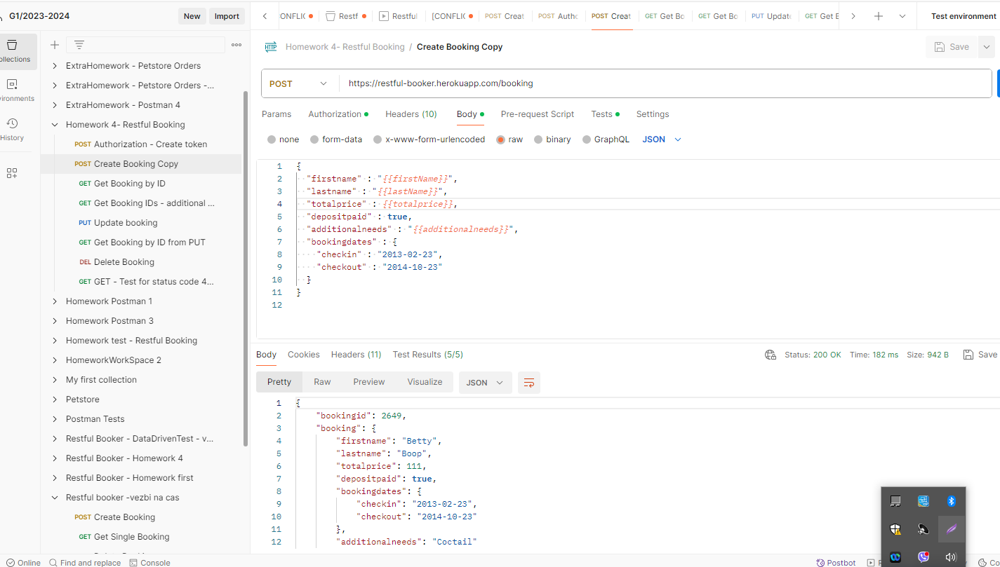 G1/2023-2024
New
Import
ONFLIC
Restf
Restful
[CONFLIC
POST Creat
POST Autho
POST Creat
GET Get Bo
GET Get Bo
PUT Update
GET Get B
Test environment
ollections
vironments
History
ExtraHomework - Petstore Orders
ExtraHomework - Petstore Orders -...
ExtraHomework - Postman 4
Homework 4- Restful Booking
POST Authorization - Create token
POST Create Booking Copy
GET Get Booking by ID
GET Get Booking IDs - additional ...
PUT Update booking
GET Get Booking by ID from PUT
DEL Delete Booking
GET GET - Test for status code 4...
Homework Postman 1
Homework Postman 3
Homework test - Restful Booking
HomeworkWorkSpace 2
My first collection
Petstore
Postman Tests
Restful Booker - DataDrivenTest - v...
Restful Booker - Homework 4
Restful Booker - Homework first
Restful booker -vezbi na cas
POST Create Booking
GET Get Single Booking
HTTP Homework 4- Restful Booking / Create Booking Copy
Save
POST
https://restful-booker.herokuapp.com/booking
Params Authorization Headers (10) Body Pre-request Script Tests Settings
none form-data x-www-form-urlencoded raw binary GraphQL JSON
1 {
2 "firstname" : "{{firstName}}",
3 "lastname" : "{{lastName}}",
4 "totalprice" : {{totalprice}},
5 "depositpaid" : true,
6 "additionalneeds" : "{{additionalneeds}}",
7 "bookingdates" : {
8 "checkin" : "2013-02-23",
9 "checkout" : "2014-10-23"
10 }
11 }
12
Body Cookies Headers (11) Test Results (5/5)
Status: 200 OK Time: 182 ms Size: 942 B Save
Pretty Raw Preview Visualize JSON
1 {
2 "bookingid": 2649,
3 "booking": {
4 "firstname": "Betty",
5 "lastname": "Boop",
6 "totalprice": 111,
7 "depositpaid": true,
8 "bookingdates": {
9 "checkin": "2013-02-23",
10 "checkout": "2014-10-23"
11 },
12 "additionalneeds": "Coctail"
Online Find and replace Console
Postbot
Co